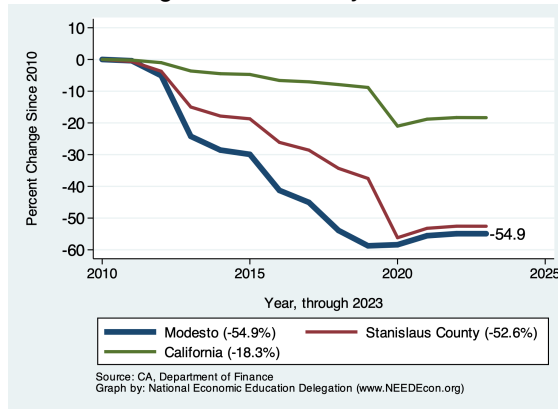 10
0
-10
-20
-30
-40
-50
-60
Percent Change Since 2010
-54.9
2010 2015 2020 2025
Year, through 2023
Modesto (-54.9%) Stanislaus County (-52.6%)
California (-18.3%)
Source: CA, Department of Finance
Graph by: National Economic Education Delegation (www.NEEDEcon.org)